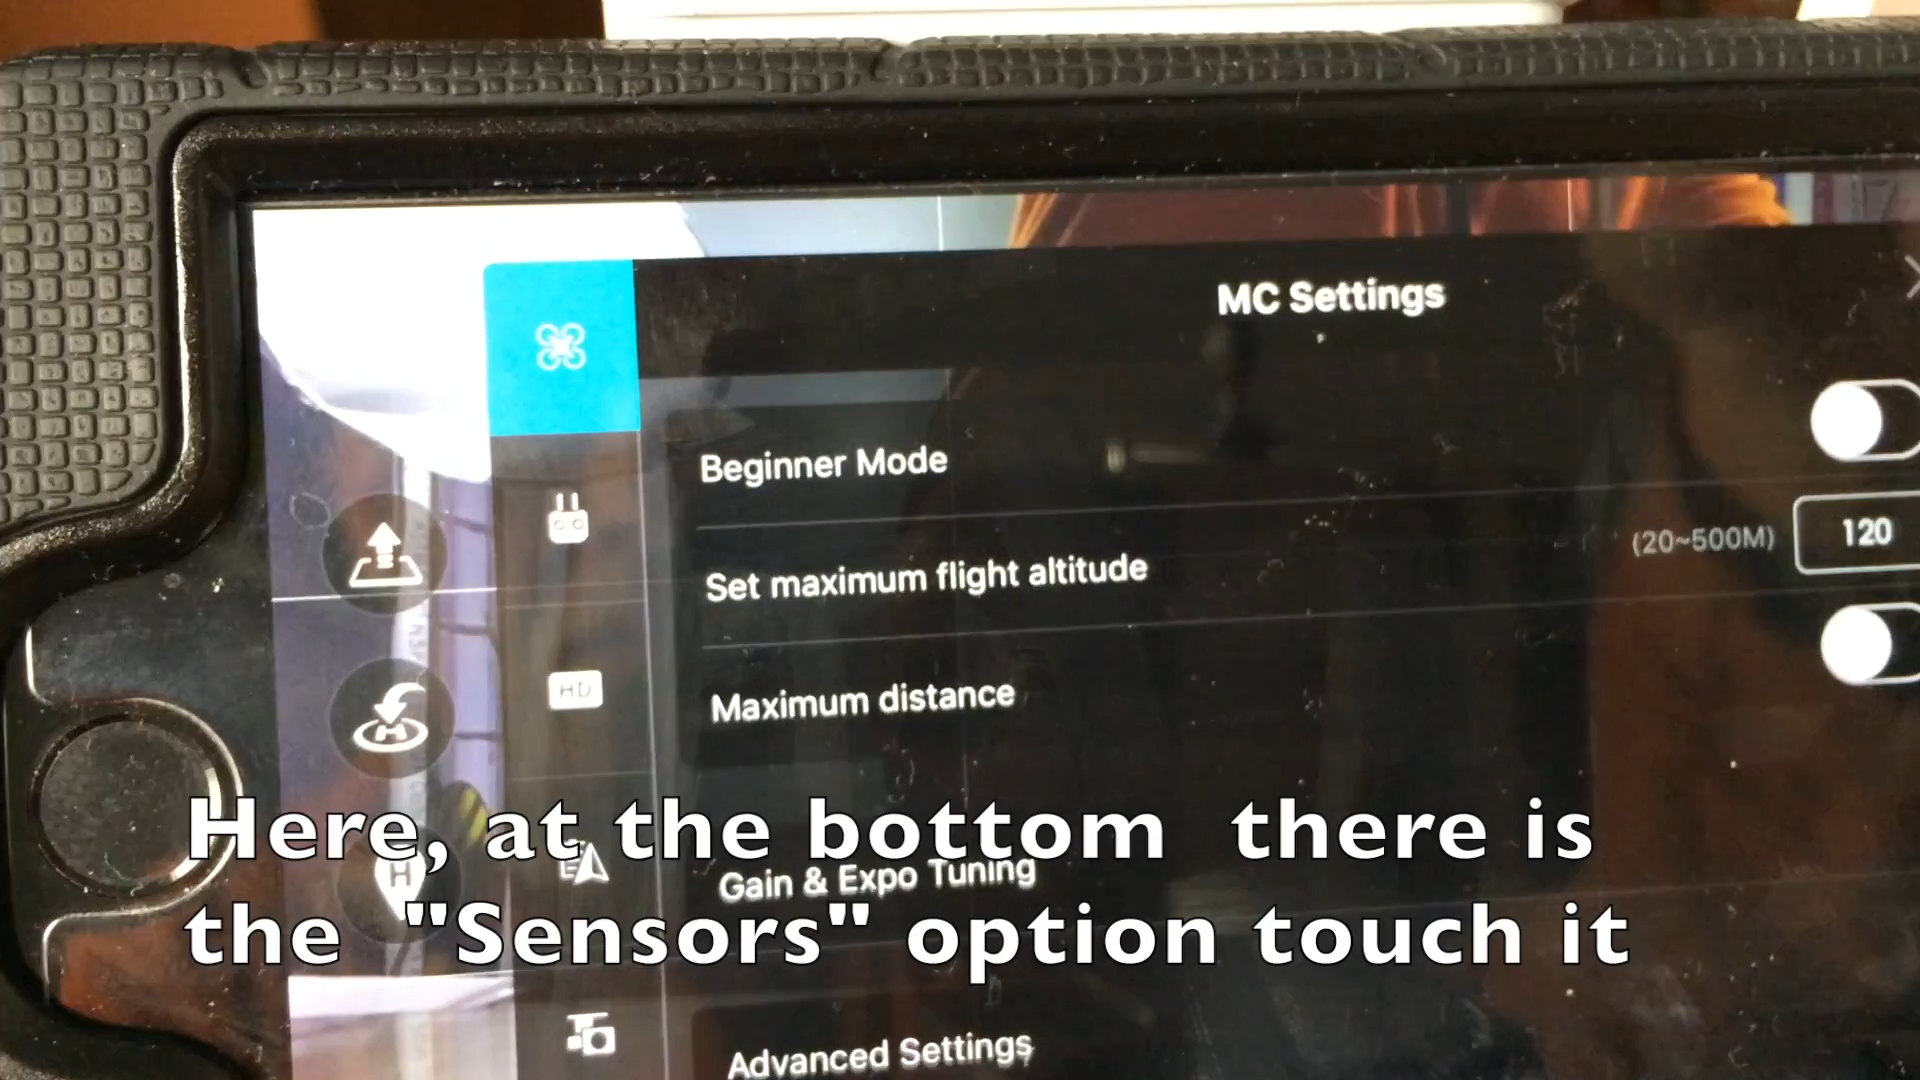 MC Settings
Beginner Mode
Set maximum flight altitude
(20~500M)
120
HD
Maximum distance
Here, at the bottom there is
H
Gain & Expo Tuning
the "Sensors" option touch it
Advanced Settings